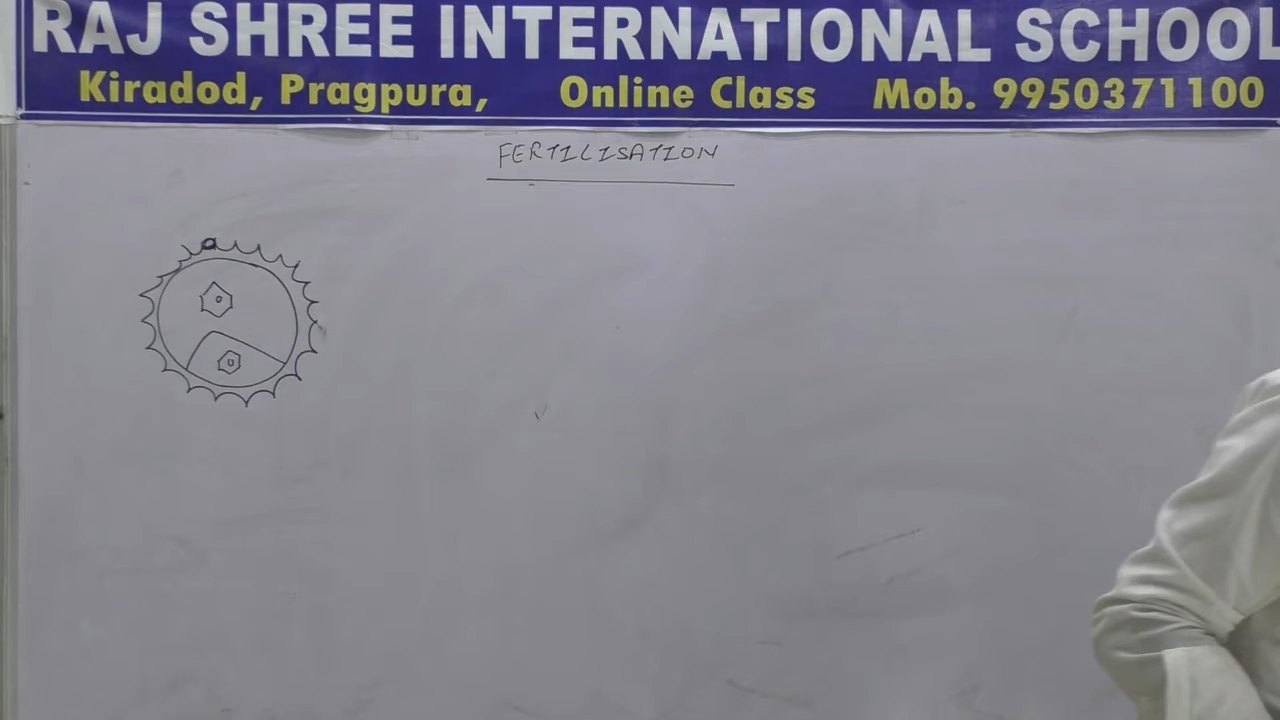 RAJ SHREE INTERNATIONAL SCHOOL
Kiradod, Pragpura, Online Class Mob. 9950371100
FERTILISATION